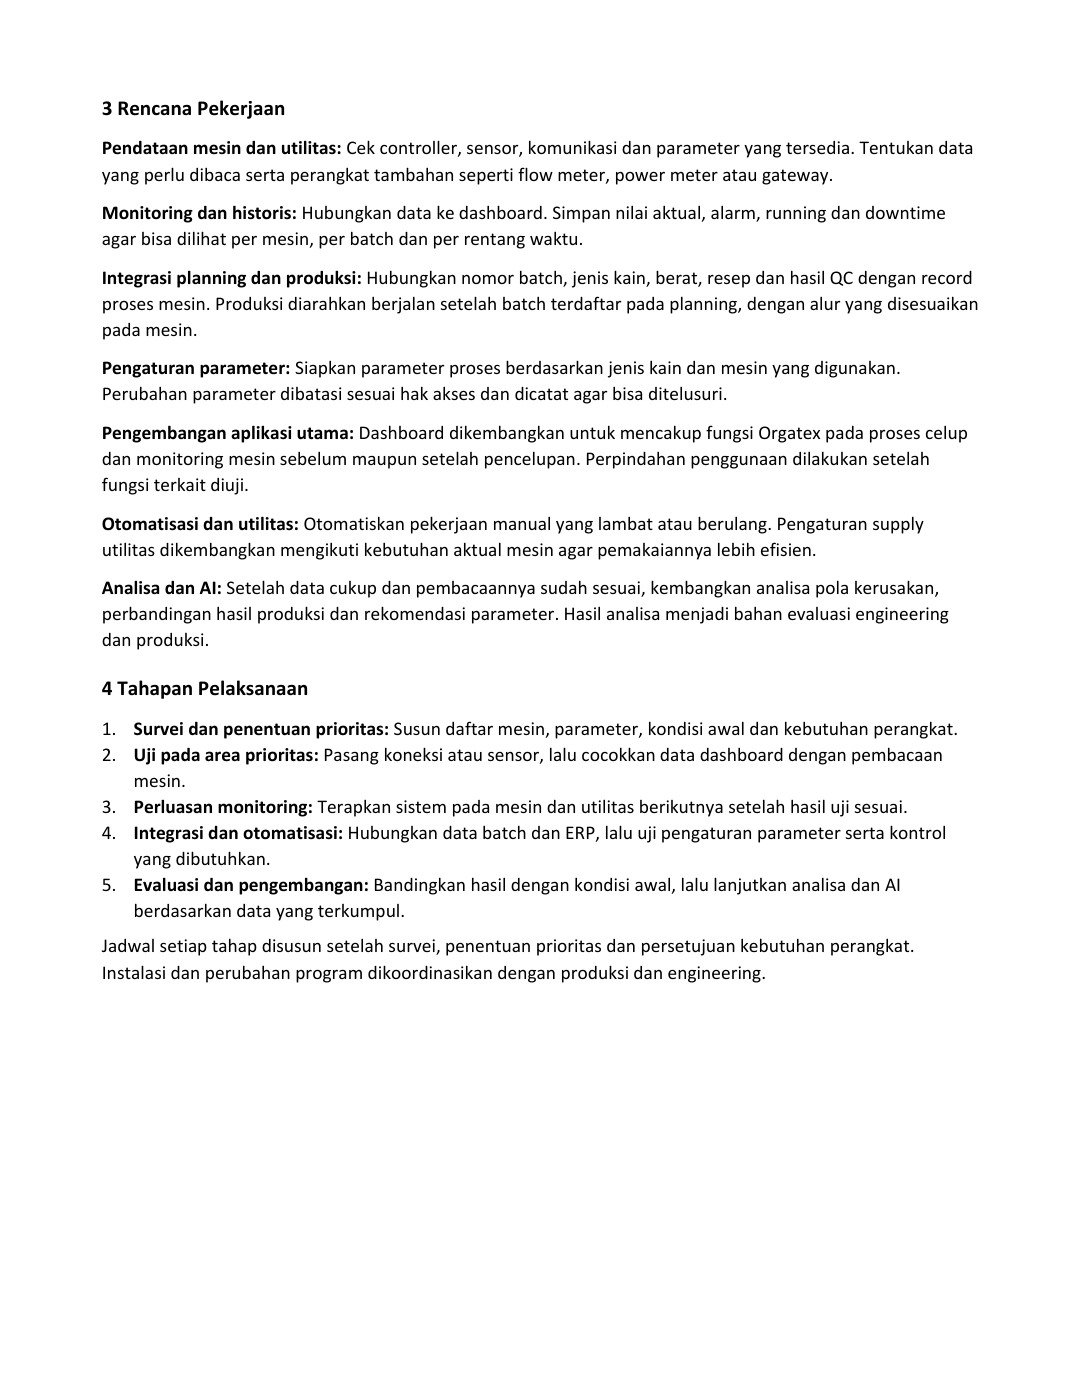 3 Rencana Pekerjaan
Pendataan mesin dan utilitas: Cek controller, sensor, komunikasi dan parameter yang tersedia. Tentukan data
yang perlu dibaca serta perangkat tambahan seperti flow meter, power meter atau gateway.
Monitoring dan historis: Hubungkan data ke dashboard. Simpan nilai aktual, alarm, running dan downtime
agar bisa dilihat per mesin, per batch dan per rentang waktu.
Integrasi planning dan produksi: Hubungkan nomor batch, jenis kain, berat, resep dan hasil QC dengan record
proses mesin. Produksi diarahkan berjalan setelah batch terdaftar pada planning, dengan alur yang disesuaikan
pada mesin.
Pengaturan parameter: Siapkan parameter proses berdasarkan jenis kain dan mesin yang digunakan.
Perubahan parameter dibatasi sesuai hak akses dan dicatat agar bisa ditelusuri.
Pengembangan aplikasi utama: Dashboard dikembangkan untuk mencakup fungsi Orgatex pada proses celup
dan monitoring mesin sebelum maupun setelah pencelupan. Perpindahan penggunaan dilakukan setelah
fungsi terkait diuji.
Otomatisasi dan utilitas: Otomatiskan pekerjaan manual yang lambat atau berulang. Pengaturan supply
utilitas dikembangkan mengikuti kebutuhan aktual mesin agar pemakaiannya lebih efisien.
Analisa dan AI: Setelah data cukup dan pembacaannya sudah sesuai, kembangkan analisa pola kerusakan,
perbandingan hasil produksi dan rekomendasi parameter. Hasil analisa menjadi bahan evaluasi engineering
dan produksi.
4 Tahapan Pelaksanaan
1. Survei dan penentuan prioritas: Susun daftar mesin, parameter, kondisi awal dan kebutuhan perangkat.
2. Uji pada area prioritas: Pasang koneksi atau sensor, lalu cocokkan data dashboard dengan pembacaan
mesin.
3. Perluasan monitoring: Terapkan sistem pada mesin dan utilitas berikutnya setelah hasil uji sesuai.
4. Integrasi dan otomatisasi: Hubungkan data batch dan ERP, lalu uji pengaturan parameter serta kontrol
yang dibutuhkan.
5. Evaluasi dan pengembangan: Bandingkan hasil dengan kondisi awal, lalu lanjutkan analisa dan AI
berdasarkan data yang terkumpul.
Jadwal setiap tahap disusun setelah survei, penentuan prioritas dan persetujuan kebutuhan perangkat.
Instalasi dan perubahan program dikoordinasikan dengan produksi dan engineering.